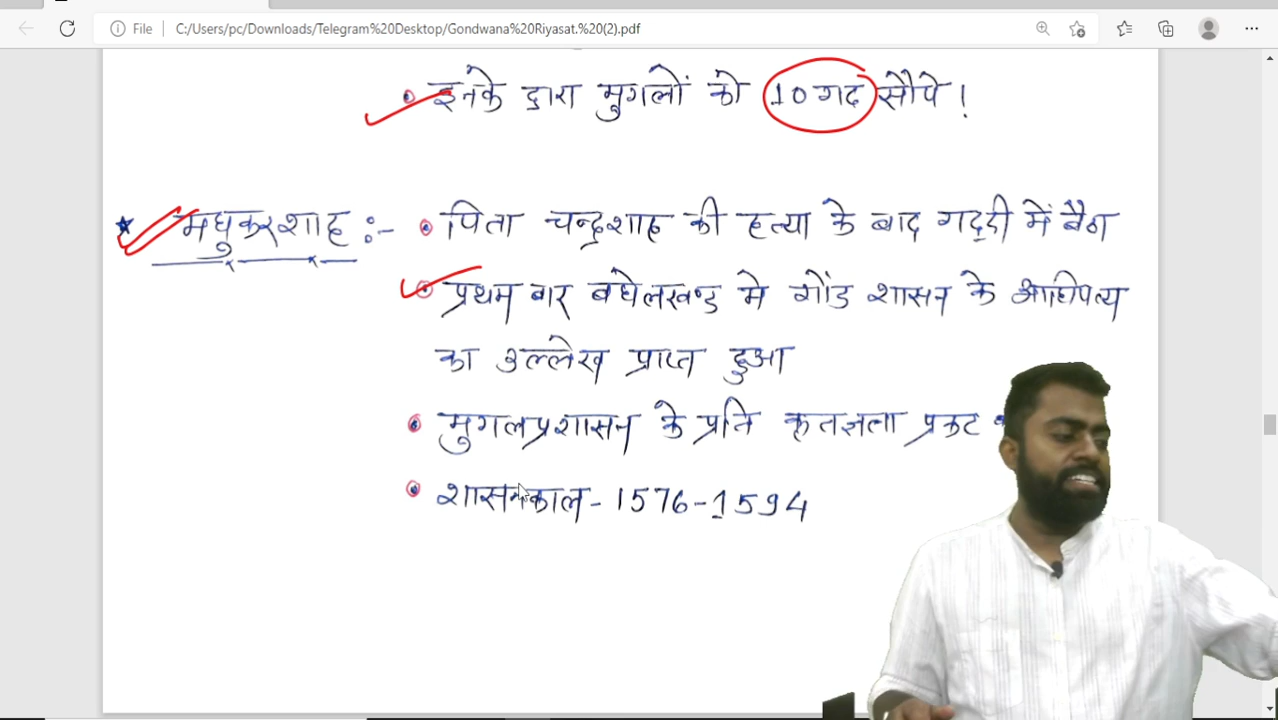 File C:/Users/pc/Downloads/Telegram%20Desktop/Gondwana%20Riyasat.%20(2).pdf
• इनके द्वारा मुगलों को 10 गढ सौपे !
★ मधुकरशाह :- • पिता चन्द्रशाह की हत्या के बाद गद्दी में बैठा
• प्रथम बार बघेलखण्ड मे गोंड शासन के आधिपत्य
का उल्लेख प्राप्त हुआ
• मुगलप्रशासन के प्रति कृतज्ञता प्रकट
• शासनकाल - 1576-1594